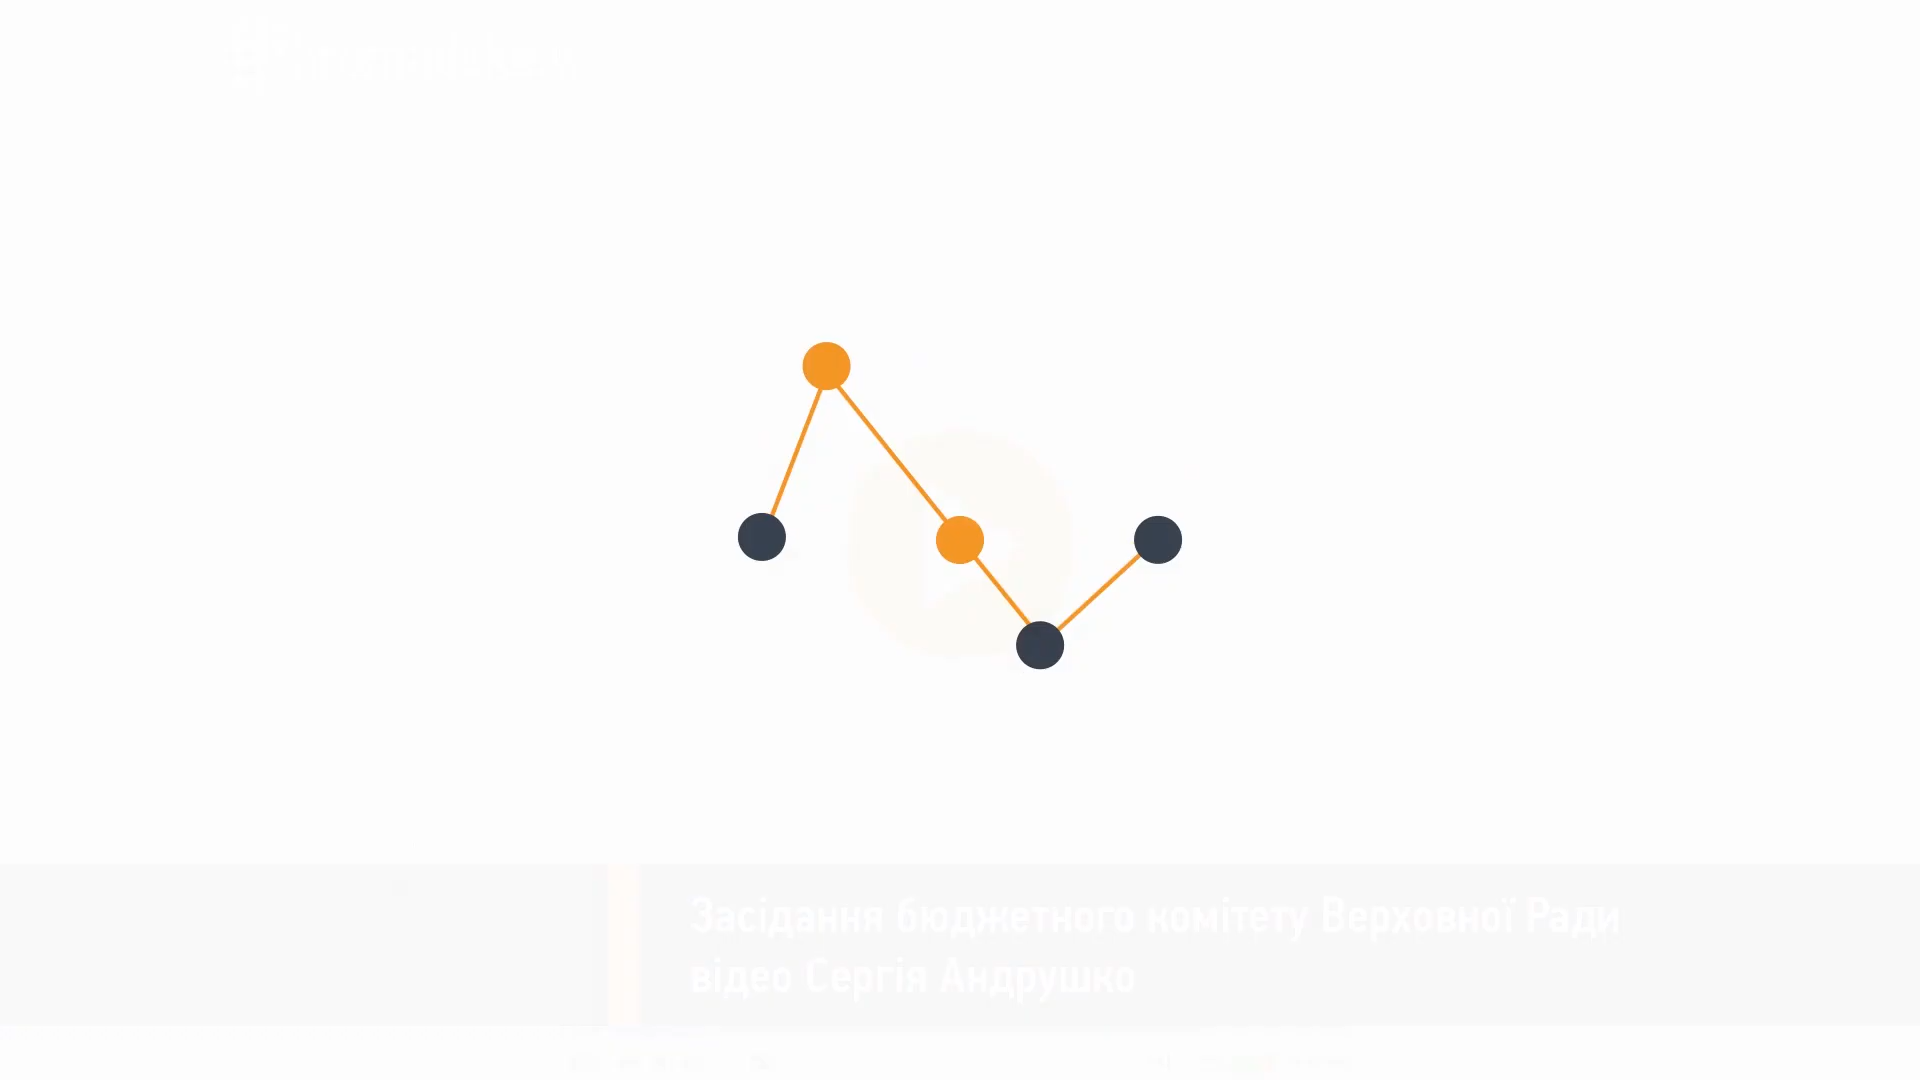 Засідання бюджетного комітету Верховної Ради
відео Сергія Андрушко